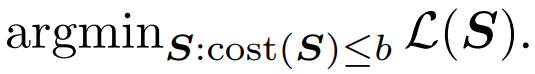 argmin_{𝑺:cost(𝑺)≤b} 𝓛(𝑺).